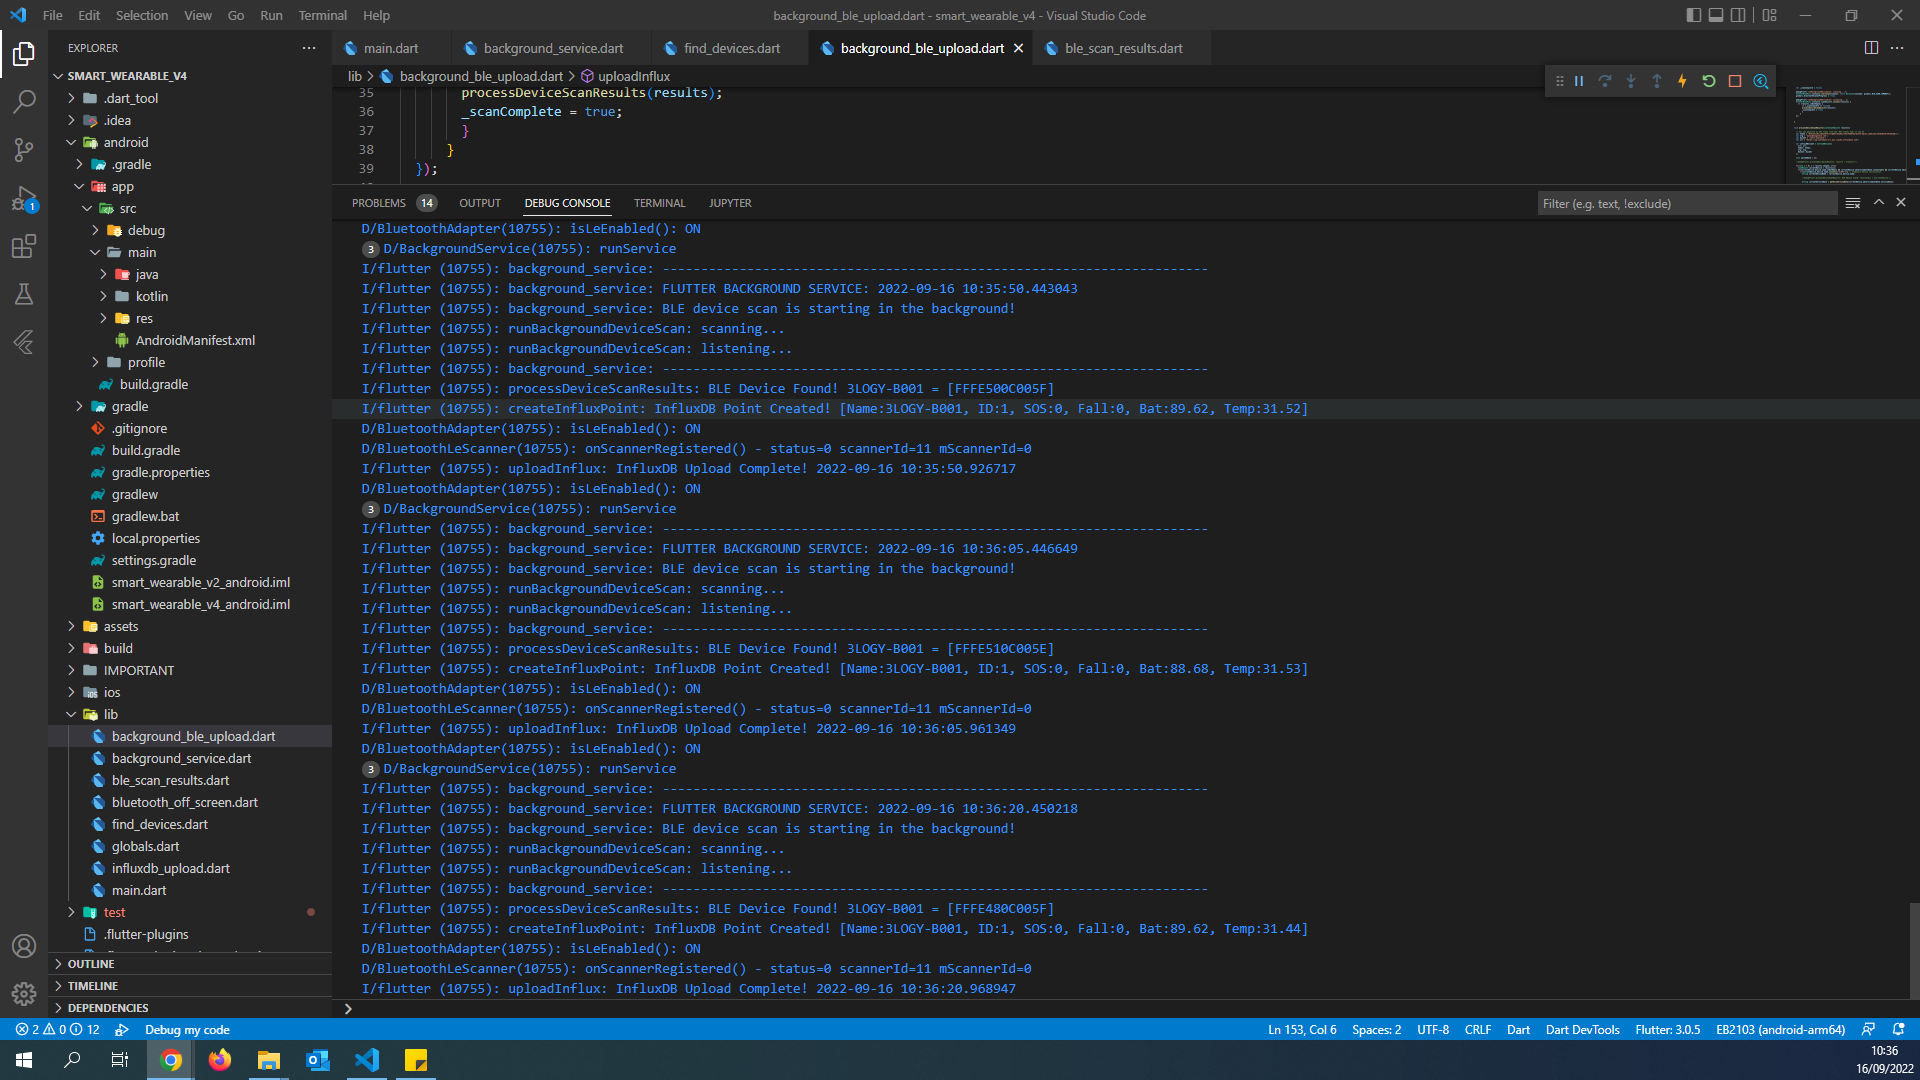 File Edit Selection View Go Run Terminal Help
background_ble_upload.dart - smart_wearable_v4 - Visual Studio Code
EXPLORER
SMART_WEARABLE_V4
.dart_tool
.idea
android
.gradle
app
src
debug
main
java
kotlin
res
AndroidManifest.xml
profile
build.gradle
gradle
.gitignore
build.gradle
gradle.properties
gradlew
gradlew.bat
local.properties
settings.gradle
smart_wearable_v2_android.iml
smart_wearable_v4_android.iml
assets
build
IMPORTANT
ios
lib
background_ble_upload.dart
background_service.dart
ble_scan_results.dart
bluetooth_off_screen.dart
find_devices.dart
globals.dart
influxdb_upload.dart
main.dart
test
.flutter-plugins
OUTLINE
TIMELINE
DEPENDENCIES
1
main.dart background_service.dart find_devices.dart background_ble_upload.dart ble_scan_results.dart
lib > background_ble_upload.dart > uploadInflux
35 processDeviceScanResults(results);
36 _scanComplete = true;
37 }
38 }
39 });
PROBLEMS 14 OUTPUT DEBUG CONSOLE TERMINAL JUPYTER
Filter (e.g. text, !exclude)
D/BluetoothAdapter(10755): isLeEnabled(): ON
3 D/BackgroundService(10755): runService
I/flutter (10755): background_service: -----------------------------------------------------------------------
I/flutter (10755): background_service: FLUTTER BACKGROUND SERVICE: 2022-09-16 10:35:50.443043
I/flutter (10755): background_service: BLE device scan is starting in the background!
I/flutter (10755): runBackgroundDeviceScan: scanning...
I/flutter (10755): runBackgroundDeviceScan: listening...
I/flutter (10755): background_service: -----------------------------------------------------------------------
I/flutter (10755): processDeviceScanResults: BLE Device Found! 3LOGY-B001 = [FFFE500C005F]
I/flutter (10755): createInfluxPoint: InfluxDB Point Created! [Name:3LOGY-B001, ID:1, SOS:0, Fall:0, Bat:89.62, Temp:31.52]
D/BluetoothAdapter(10755): isLeEnabled(): ON
D/BluetoothLeScanner(10755): onScannerRegistered() - status=0 scannerId=11 mScannerId=0
I/flutter (10755): uploadInflux: InfluxDB Upload Complete! 2022-09-16 10:35:50.926717
D/BluetoothAdapter(10755): isLeEnabled(): ON
3 D/BackgroundService(10755): runService
I/flutter (10755): background_service: -----------------------------------------------------------------------
I/flutter (10755): background_service: FLUTTER BACKGROUND SERVICE: 2022-09-16 10:36:05.446649
I/flutter (10755): background_service: BLE device scan is starting in the background!
I/flutter (10755): runBackgroundDeviceScan: scanning...
I/flutter (10755): runBackgroundDeviceScan: listening...
I/flutter (10755): background_service: -----------------------------------------------------------------------
I/flutter (10755): processDeviceScanResults: BLE Device Found! 3LOGY-B001 = [FFFE510C005E]
I/flutter (10755): createInfluxPoint: InfluxDB Point Created! [Name:3LOGY-B001, ID:1, SOS:0, Fall:0, Bat:88.68, Temp:31.53]
D/BluetoothAdapter(10755): isLeEnabled(): ON
D/BluetoothLeScanner(10755): onScannerRegistered() - status=0 scannerId=11 mScannerId=0
I/flutter (10755): uploadInflux: InfluxDB Upload Complete! 2022-09-16 10:36:05.961349
D/BluetoothAdapter(10755): isLeEnabled(): ON
3 D/BackgroundService(10755): runService
I/flutter (10755): background_service: -----------------------------------------------------------------------
I/flutter (10755): background_service: FLUTTER BACKGROUND SERVICE: 2022-09-16 10:36:20.450218
I/flutter (10755): background_service: BLE device scan is starting in the background!
I/flutter (10755): runBackgroundDeviceScan: scanning...
I/flutter (10755): runBackgroundDeviceScan: listening...
I/flutter (10755): background_service: -----------------------------------------------------------------------
I/flutter (10755): processDeviceScanResults: BLE Device Found! 3LOGY-B001 = [FFFE480C005F]
I/flutter (10755): createInfluxPoint: InfluxDB Point Created! [Name:3LOGY-B001, ID:1, SOS:0, Fall:0, Bat:89.62, Temp:31.44]
D/BluetoothAdapter(10755): isLeEnabled(): ON
D/BluetoothLeScanner(10755): onScannerRegistered() - status=0 scannerId=11 mScannerId=0
I/flutter (10755): uploadInflux: InfluxDB Upload Complete! 2022-09-16 10:36:20.968947
2 0 12 Debug my code Ln 153, Col 6 Spaces: 2 UTF-8 CRLF Dart Dart DevTools Flutter: 3.0.5 EB2103 (android-arm64)
10:36
16/09/2022